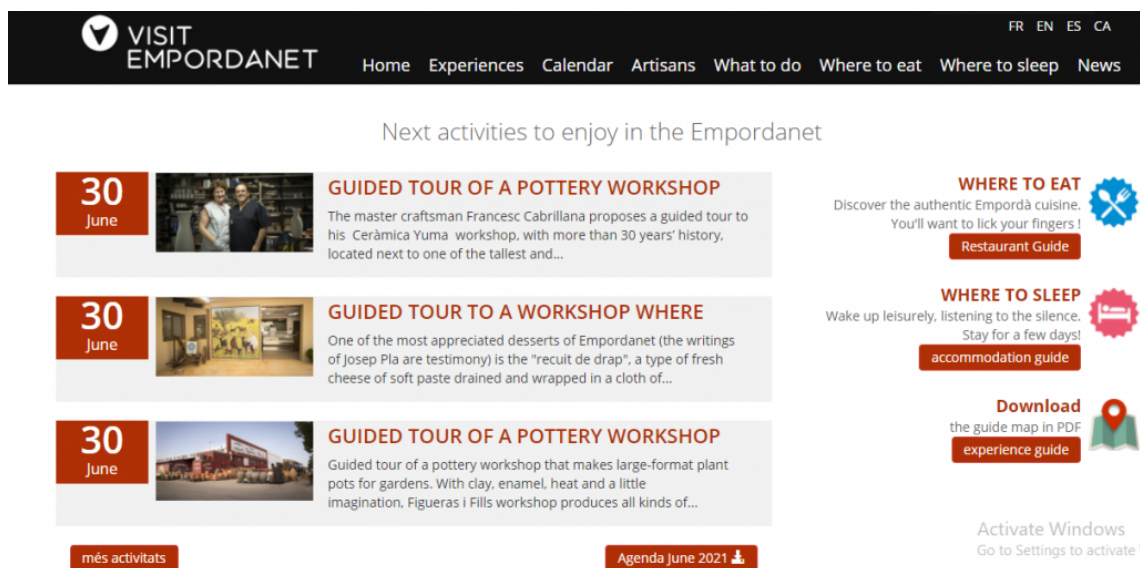 VISIT
EMPORDANET
FR EN ES CA
Home Experiences Calendar Artisans What to do Where to eat Where to sleep News
Next activities to enjoy in the Empordanet
30
June
GUIDED TOUR OF A POTTERY WORKSHOP
The master craftsman Francesc Cabrillana proposes a guided tour to
his Ceràmica Yuma workshop, with more than 30 years' history,
located next to one of the tallest and...
30
June
GUIDED TOUR TO A WORKSHOP WHERE
One of the most appreciated desserts of Empordanet (the writings
of Josep Pla are testimony) is the "recuit de drap", a type of fresh
cheese of soft paste drained and wrapped in a cloth of...
30
June
GUIDED TOUR OF A POTTERY WORKSHOP
Guided tour of a pottery workshop that makes large-format plant
pots for gardens. With clay, enamel, heat and a little
imagination, Figueras i Fills workshop produces all kinds of...
més activitats
Agenda June 2021
WHERE TO EAT
Discover the authentic Empordà cuisine.
You'll want to lick your fingers !
Restaurant Guide
WHERE TO SLEEP
Wake up leisurely, listening to the silence.
Stay for a few days!
accommodation guide
Download
the guide map in PDF
experience guide
Activate Windows
Go to Settings to activate